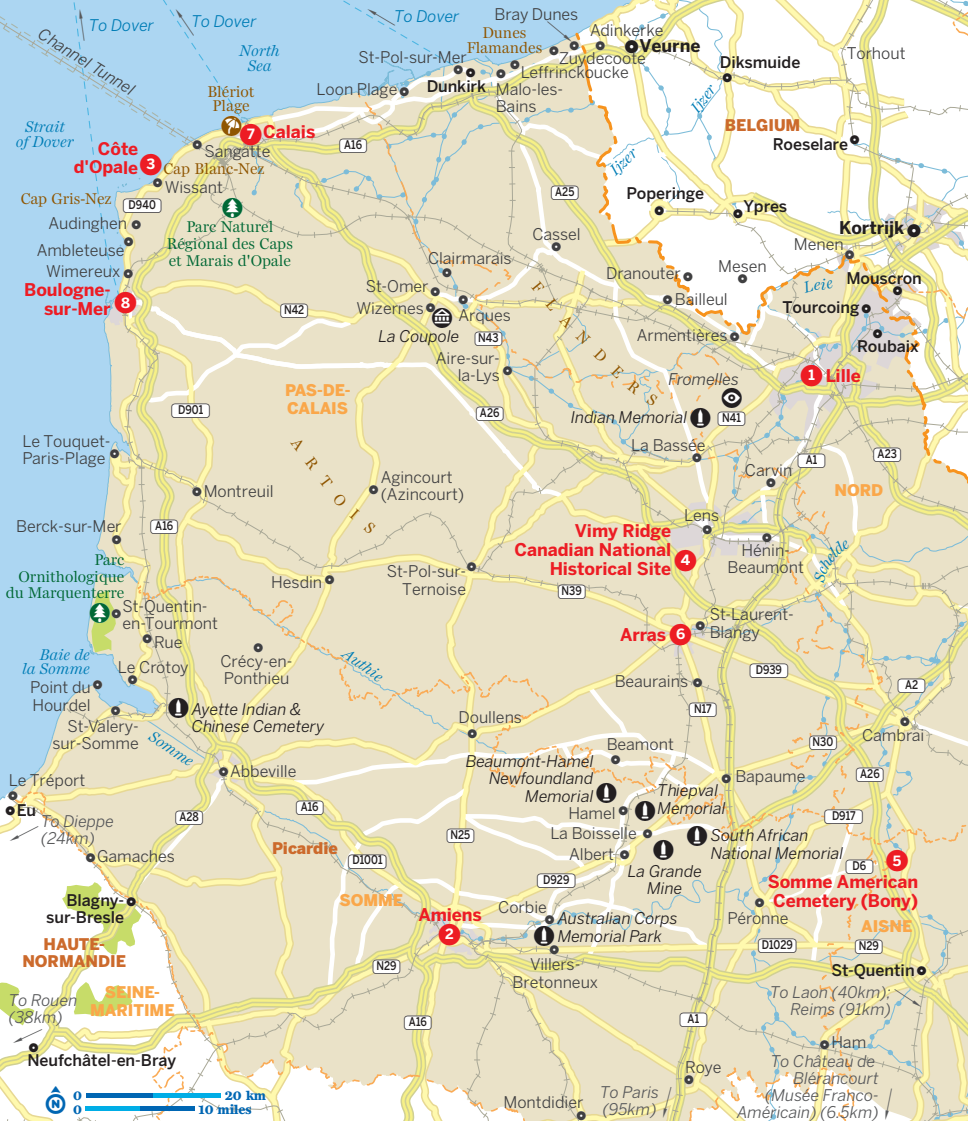 To Dover
To Dover
To Dover
Bray Dunes
Adinkerke
Dunes
Flamandes
Veurne
Channel Tunnel
North
Sea
St-Pol-sur-Mer
Zuydecoote
Leffrinckoucke
Torhout
Diksmuide
Loon Plage
Dunkirk
Malo-les-
Bains
Blériot
Plage
Ijzer
Strait
of Dover
7 Calais
BELGIUM
Sangatte
A16
Roeselare
Côte
d'Opale 3
Cap Blanc-Nez
Ijzer
Wissant
Cap Gris-Nez
D940
A25
Poperinge
Ypres
Audinghen
Parc Naturel
Régional des Caps
et Marais d'Opale
Cassel
Kortrijk
Ambleteuse
Menen
Clairmarais
Wimereux
Dranouter
Mesen
Mouscron
Boulogne-
sur-Mer 8
St-Omer
FLANDERS
Leie
Bailleul
Tourcoing
N42
Wizernes
Arques
La Coupole
N43
Armentières
Roubaix
Aire-sur-
la-Lys
Fromelles
1 Lille
PAS-DE-
CALAIS
D901
A26
Indian Memorial
N41
Le Touquet-
Paris-Plage
ARTOIS
La Bassée
A1
A23
Carvin
Agincourt
(Azincourt)
Montreuil
NORD
Berck-sur-Mer
A16
Lens
Vimy Ridge
Canadian National
Historical Site 4
Hénin-
Beaumont
Schelde
Parc
Ornithologique
du Marquenterre
Hesdin
St-Pol-sur-
Ternoise
N39
St-Quentin-
en-Tourmont
St-Laurent-
Blangy
Arras 6
Rue
Baie de
la Somme
Le Crotoy
Crécy-en-
Ponthieu
Authie
D939
Point du
Hourdel
Beaurains
A2
St-Valery-
sur-Somme
Ayette Indian &
Chinese Cemetery
N17
Doullens
Cambrai
Somme
Beamont
N30
Beaumont-Hamel
Newfoundland
Memorial
Abbeville
Bapaume
A26
Le Tréport
Thiepval
Memorial
Eu
A16
Hamel
D917
To Dieppe
(24km)
A28
N25
La Boisselle
South African
National Memorial
Picardie
Albert
5
Gamaches
D1001
La Grande
Mine
D6
D929
Somme American
Cemetery (Bony)
Blagny-
sur-Bresle
SOMME
Corbie
Péronne
Amiens
2
Australian Corps
Memorial Park
AISNE
HAUTE-
NORMANDIE
D1029
N29
Villers-
Bretonneux
N29
St-Quentin
To Rouen
(38km)
SEINE-
MARITIME
To Laon (40km);
Reims (91km)
A16
A1
Ham
Neufchâtel-en-Bray
Roye
To Château de
Blérancourt
(Musée Franco-
Américain) (6.5km)
N
0 20 km
0 10 miles
Montdidier
To Paris
(95km)